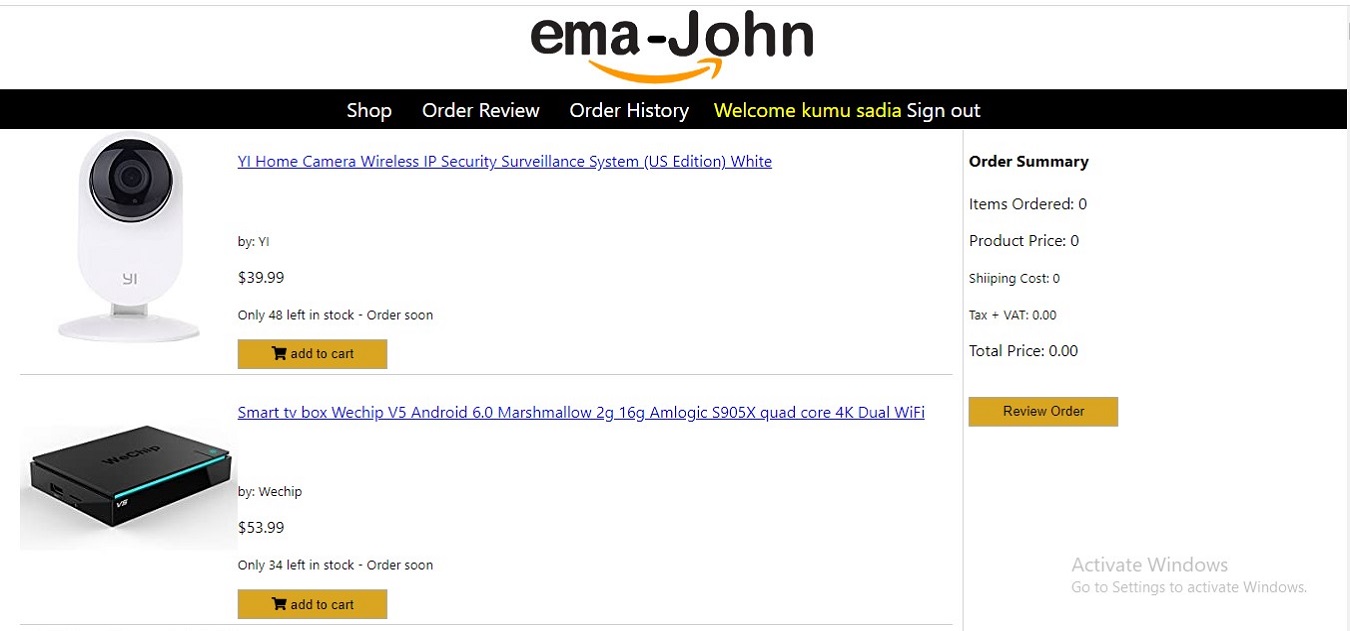 ema-John
Shop Order Review Order History Welcome kumu sadia Sign out
YI
YI Home Camera Wireless IP Security Surveillance System (US Edition) White
by: YI
$39.99
Only 48 left in stock - Order soon
add to cart
WeChip
V5
Smart tv box Wechip V5 Android 6.0 Marshmallow 2g 16g Amlogic S905X quad core 4K Dual WiFi
by: Wechip
$53.99
Only 34 left in stock - Order soon
add to cart
Order Summary
Items Ordered: 0
Product Price: 0
Shiiping Cost: 0
Tax + VAT: 0.00
Total Price: 0.00
Review Order
Activate Windows
Go to Settings to activate Windows.